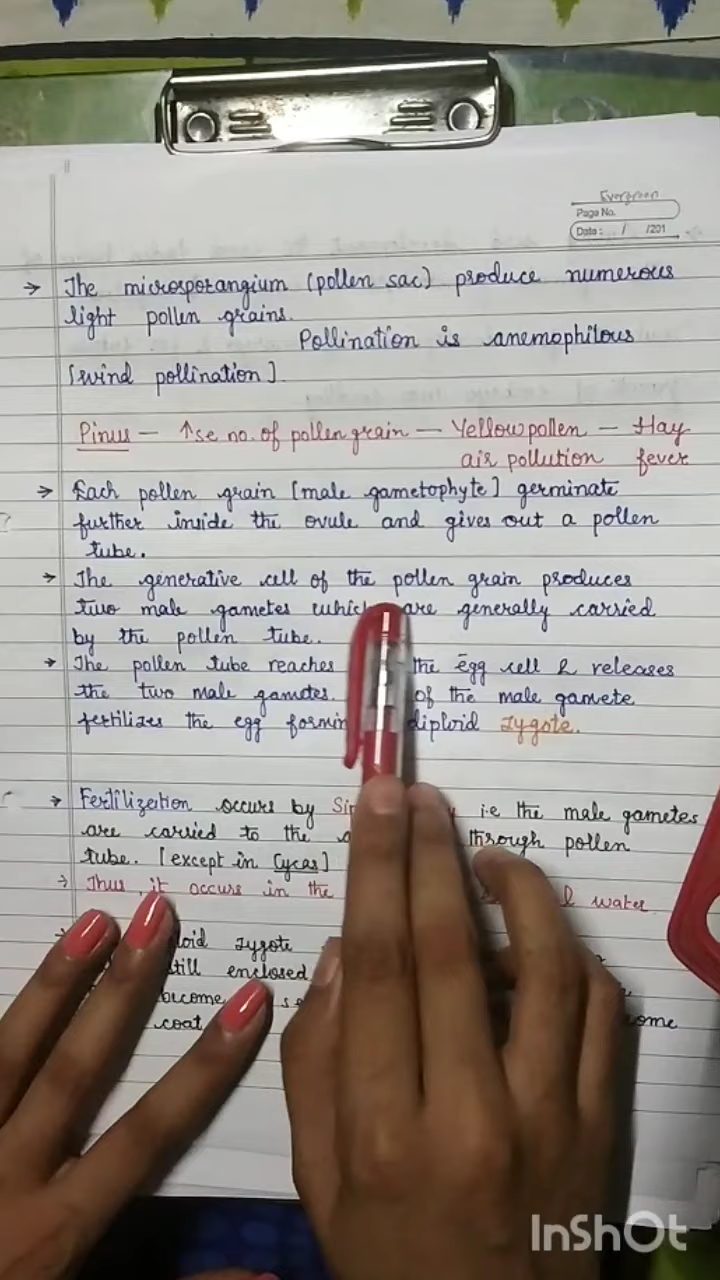 Evergreen
Page No.
Date : / /201
→ The microsporangium (pollen sac) produce numerous
light pollen grains.
Pollination is anemophilous
[wind pollination].
Pinus — ↑se no. of pollen grain — Yellow pollen — Hay
air pollution fever
→ Each pollen grain [male gametophyte] germinate
further inside the ovule and gives out a pollen
tube.
→ The generative cell of the pollen grain produces
two male gametes which are generally carried
by the pollen tube.
→ The pollen tube reaches the egg cell & releases
the two male gametes. of the male gamete
fertilizes the egg diploid zygote.
→ Fertilization occurs by i.e the male gametes
are carried to the through pollen
tube. [except in Cycas]
→ Thus, it occurs in the water
zygote
still enclosed
become
coat
InShOt